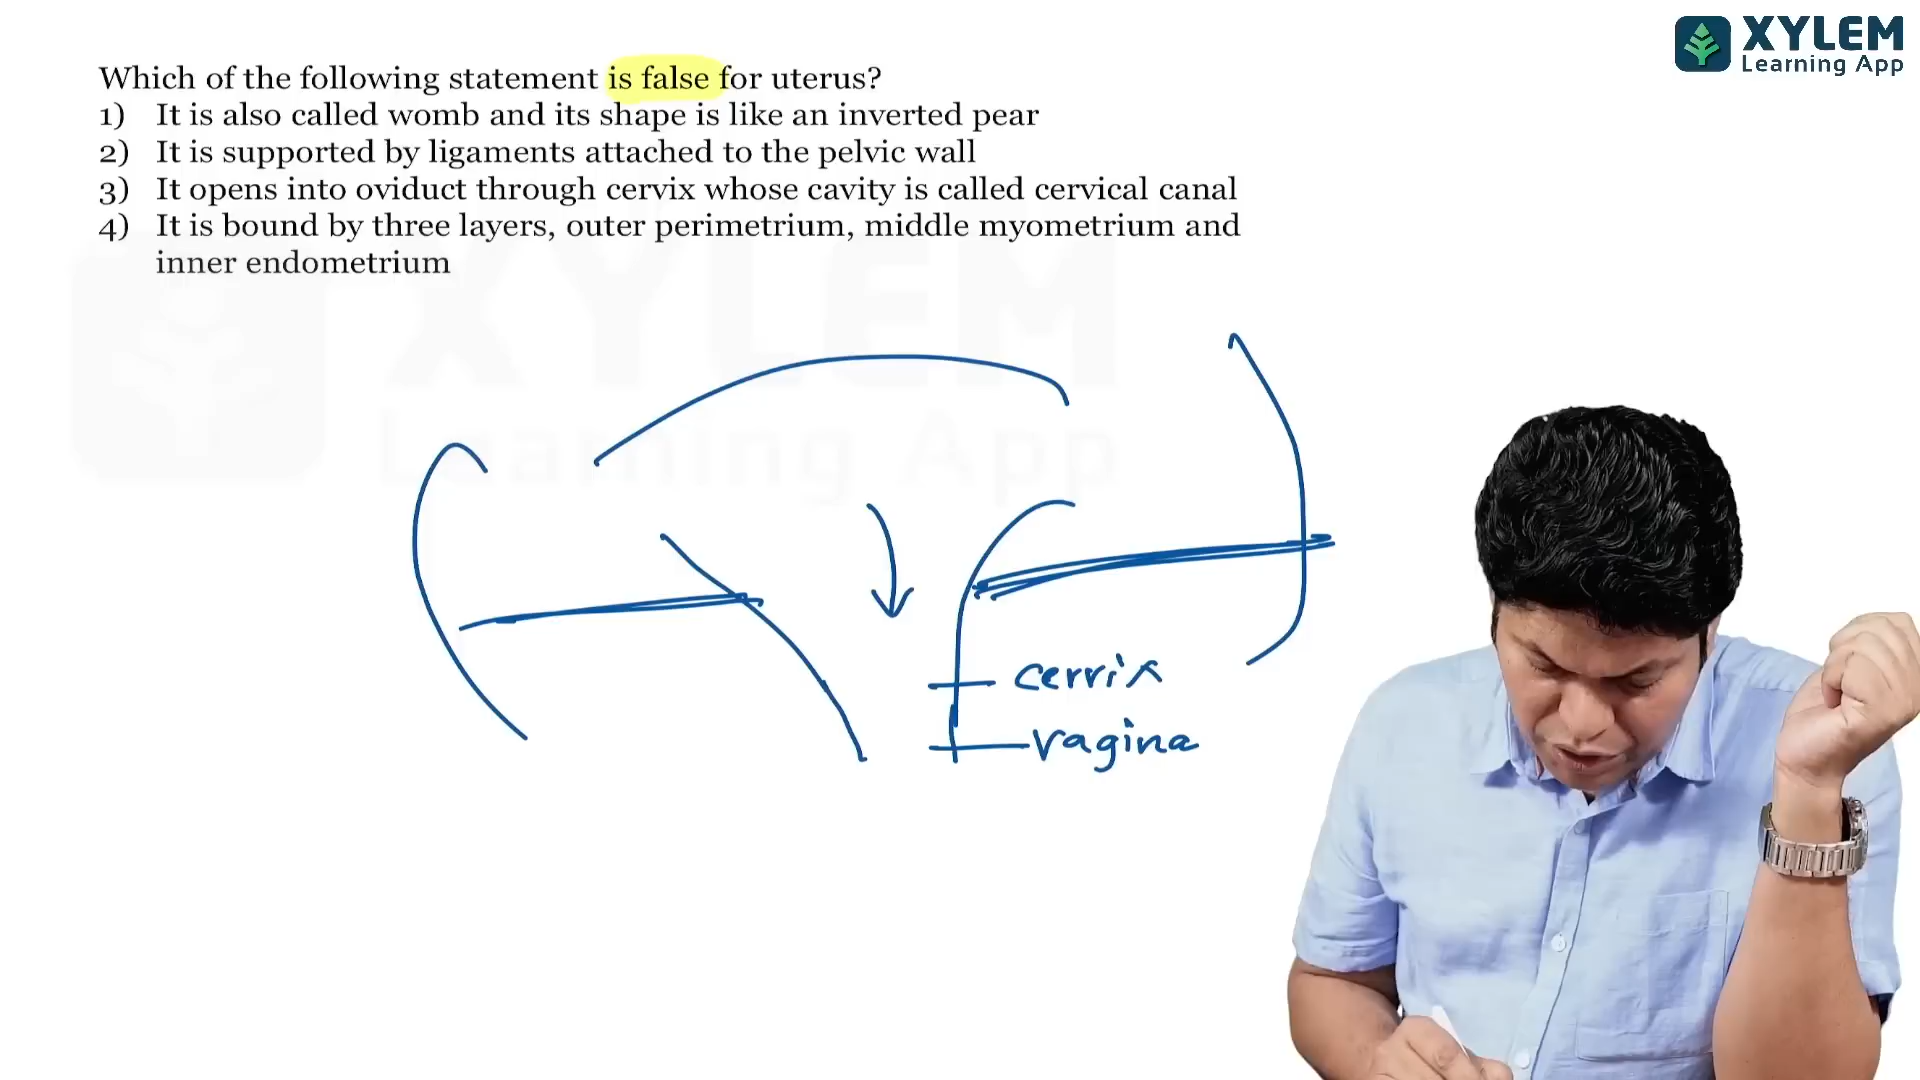 XYLEM
Learning App
Which of the following statement is false for uterus?
1) It is also called womb and its shape is like an inverted pear
2) It is supported by ligaments attached to the pelvic wall
3) It opens into oviduct through cervix whose cavity is called cervical canal
4) It is bound by three layers, outer perimetrium, middle myometrium and
inner endometrium
XYLEM
Learning App
cervix
vagina